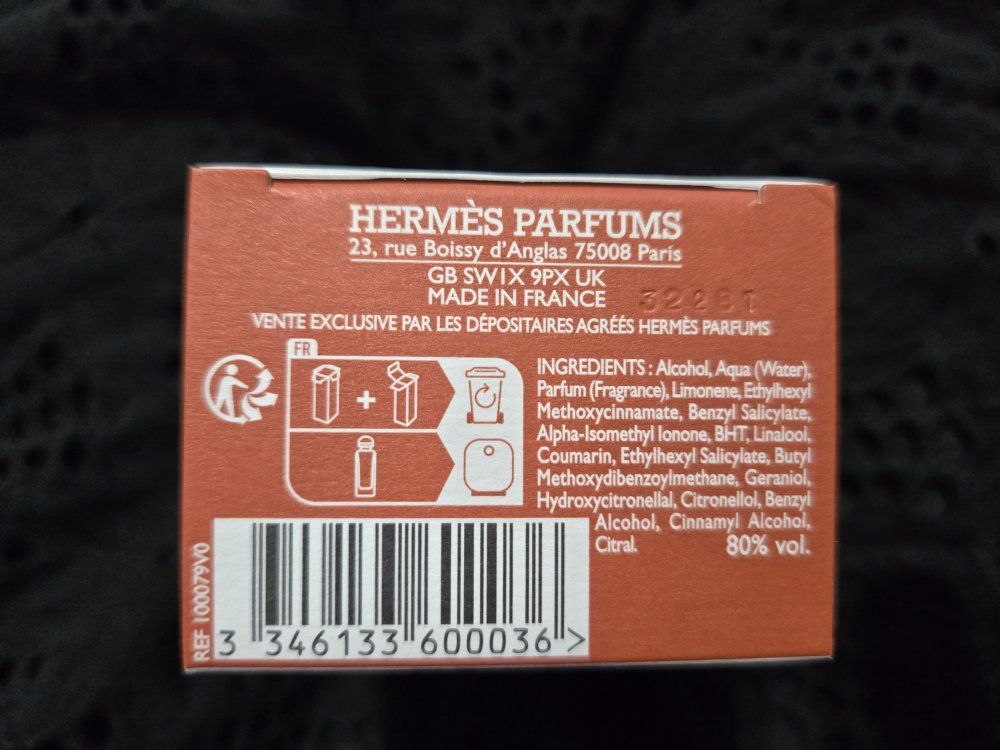 HERMÈS PARFUMS
23, rue Boissy d'Anglas 75008 Paris
GB SW1X 9PX UK
MADE IN FRANCE
32281
VENTE EXCLUSIVE PAR LES DÉPOSITAIRES AGRÉÉS HERMÈS PARFUMS
FR
+
INGREDIENTS : Alcohol, Aqua (Water),
Parfum (Fragrance), Limonene, Ethylhexyl
Methoxycinnamate, Benzyl Salicylate,
Alpha-Isomethyl Ionone, BHT, Linalool,
Coumarin, Ethylhexyl Salicylate, Butyl
Methoxydibenzoylmethane, Geraniol,
Hydroxycitronellal, Citronellol, Benzyl
Alcohol, Cinnamyl Alcohol,
Citral. 80% vol.
REF 100079V0
3 346133 600036 >